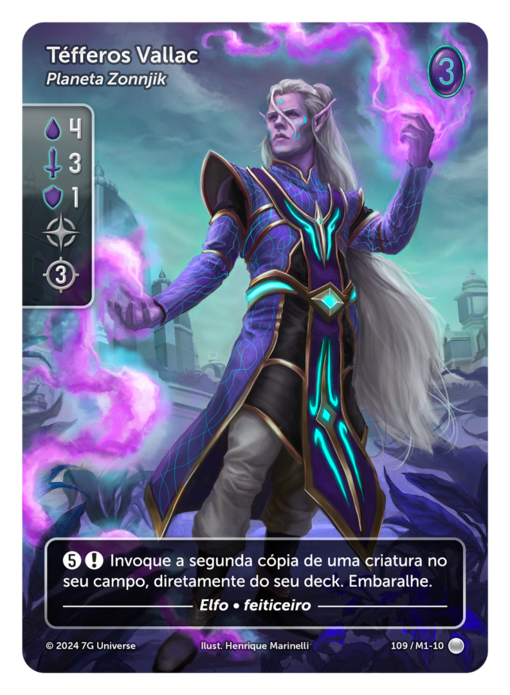 Téfferos Vallac
Planeta Zonnjik
3
4
3
1
3
5 ! Invoque a segunda cópia de uma criatura no
seu campo, diretamente do seu deck. Embaralhe.
Elfo • feiticeiro
© 2024 7G Universe
Ilust. Henrique Marinelli
109 / M1-10